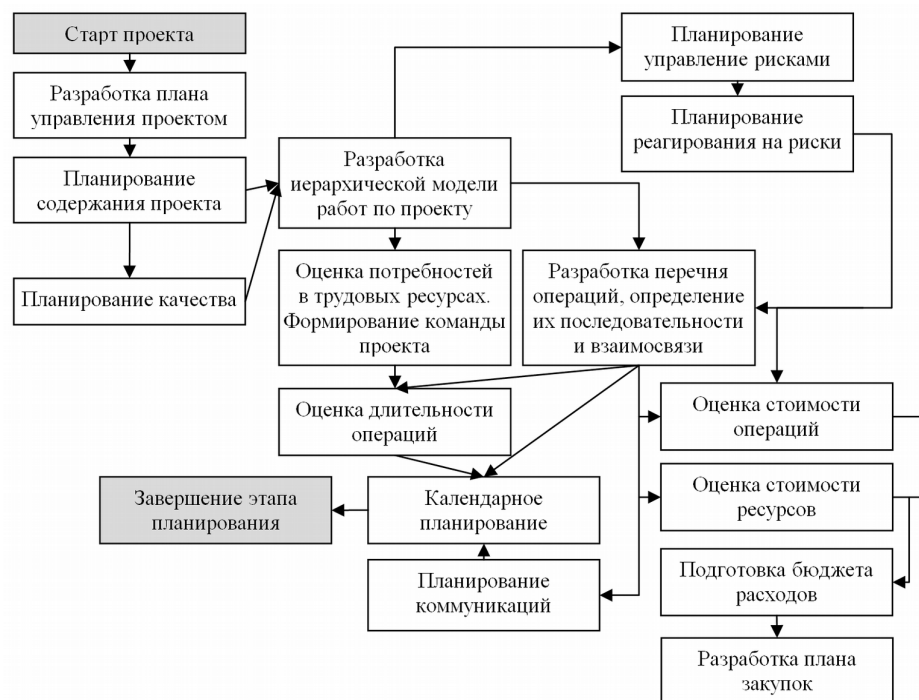 Старт проекта
Разработка плана
управления проектом
Планирование
содержания проекта
Планирование качества
Разработка
иерархической модели
работ по проекту
Планирование
управление рисками
Планирование
реагирования на риски
Оценка потребностей
в трудовых ресурсах.
Формирование команды
проекта
Разработка перечня
операций, определение
их последовательности
и взаимосвязи
Оценка длительности
операций
Оценка стоимости
операций
Завершение этапа
планирования
Календарное
планирование
Оценка стоимости
ресурсов
Планирование
коммуникаций
Подготовка бюджета
расходов
Разработка плана
закупок